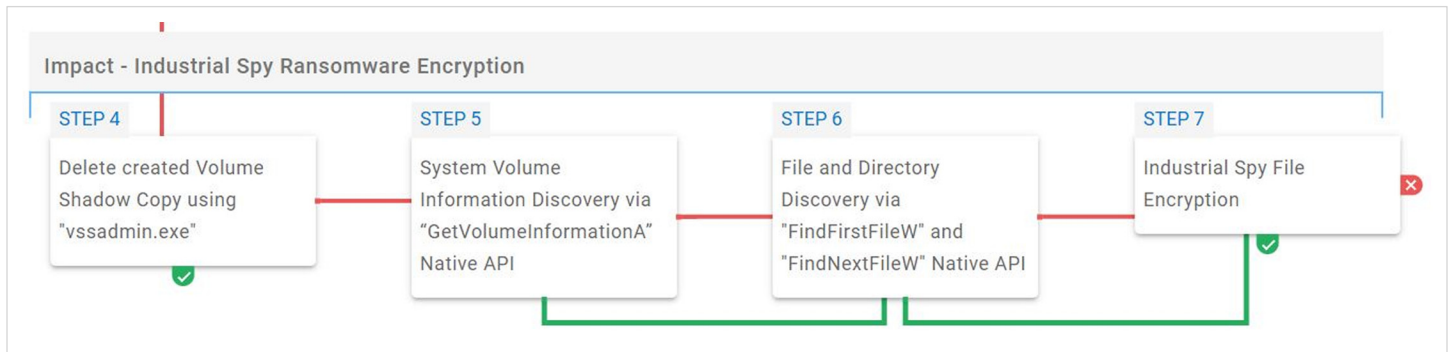 Impact - Industrial Spy Ransomware Encryption
STEP 4
Delete created Volume
Shadow Copy using
"vssadmin.exe"
STEP 5
System Volume
Information Discovery via
“GetVolumeInformationA”
Native API
STEP 6
File and Directory
Discovery via
"FindFirstFileW" and
"FindNextFileW" Native API
STEP 7
Industrial Spy File
Encryption